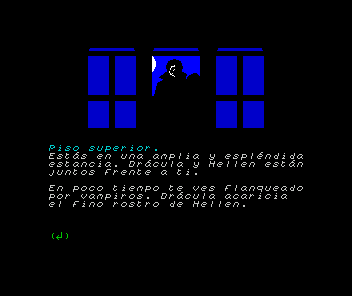 Piso superior.
Estás en una amplia y espléndida
estancia. Drácula y Hellen están
juntos frente a ti.
En poco tiempo te ves flanqueado
por vampiros. Drácula acaricia
el fino rostro de Hellen.
(↵)